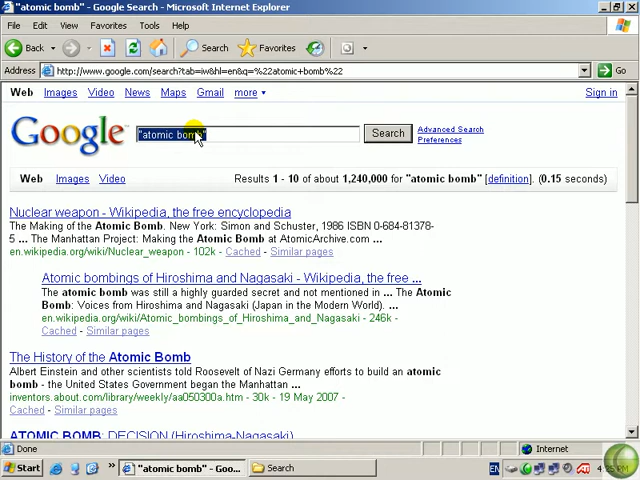 "atomic bomb" - Google Search - Microsoft Internet Explorer
File Edit View Favorites Tools Help
Back Search Favorites
Address http://www.google.com/search?tab=iw&hl=en&q=%22atomic+bomb%22 Go
Web Images Video News Maps Gmail more Sign in
Google "atomic bomb" Search Advanced Search
Preferences
Web Images Video Results 1 - 10 of about 1,240,000 for "atomic bomb" [definition]. (0.15 seconds)
Nuclear weapon - Wikipedia, the free encyclopedia
The Making of the Atomic Bomb. New York: Simon and Schuster, 1986 ISBN 0-684-81378-
5 ... The Manhattan Project: Making the Atomic Bomb at AtomicArchive.com ...
en.wikipedia.org/wiki/Nuclear_weapon - 102k - Cached - Similar pages
Atomic bombings of Hiroshima and Nagasaki - Wikipedia, the free ...
The atomic bomb was still a highly guarded secret and not mentioned in ... The Atomic
Bomb: Voices from Hiroshima and Nagasaki (Japan in the Modern World). ...
en.wikipedia.org/wiki/Atomic_bombings_of_Hiroshima_and_Nagasaki - 246k -
Cached - Similar pages
The History of the Atomic Bomb
Albert Einstein and other scientists told Roosevelt of Nazi Germany efforts to build an atomic
bomb - the United States Government began the Manhattan ...
inventors.about.com/library/weekly/aa050300a.htm - 30k - 19 May 2007 -
Cached - Similar pages
ATOMIC BOMB: DECISION (Hiroshima-Nagasaki)
Done Internet
Start "atomic bomb" - Goo... Search EN